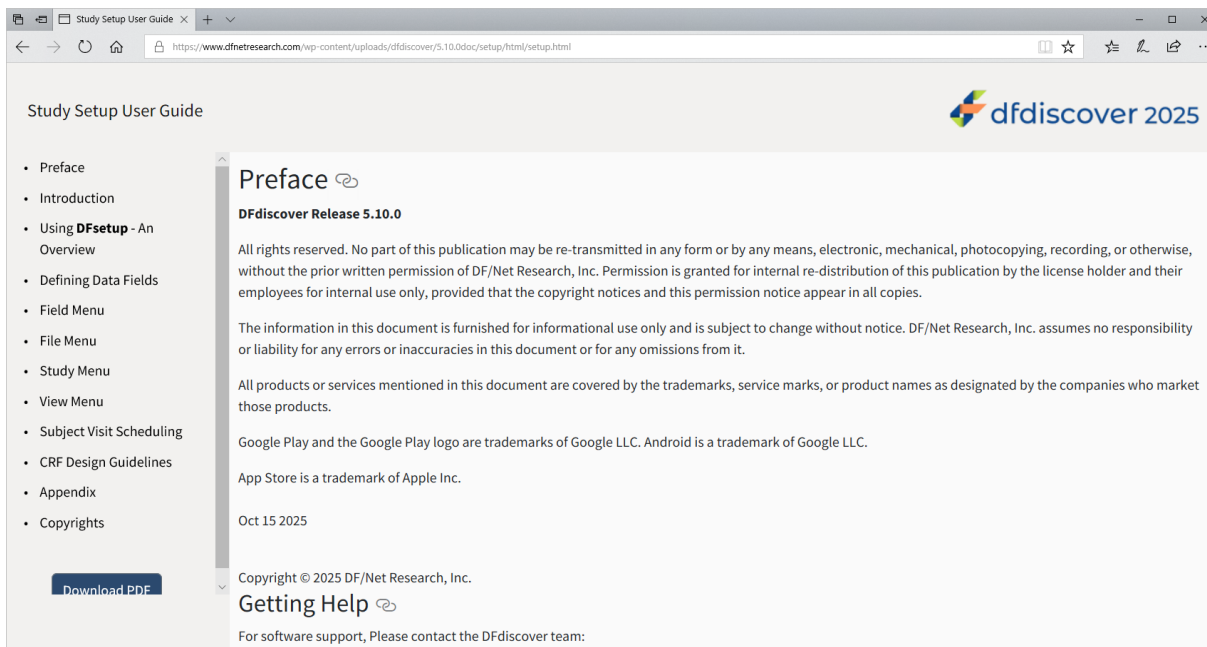 Study Setup User Guide
https://www.dfnetresearch.com/wp-content/uploads/dfdiscover/5.10.0doc/setup/html/setup.html
Study Setup User Guide
dfdiscover 2025
• Preface
• Introduction
• Using DFsetup - An
Overview
• Defining Data Fields
• Field Menu
• File Menu
• Study Menu
• View Menu
• Subject Visit Scheduling
• CRF Design Guidelines
• Appendix
• Copyrights
Download PDF
Preface
DFdiscover Release 5.10.0
All rights reserved. No part of this publication may be re-transmitted in any form or by any means, electronic, mechanical, photocopying, recording, or otherwise,
without the prior written permission of DF/Net Research, Inc. Permission is granted for internal re-distribution of this publication by the license holder and their
employees for internal use only, provided that the copyright notices and this permission notice appear in all copies.
The information in this document is furnished for informational use only and is subject to change without notice. DF/Net Research, Inc. assumes no responsibility
or liability for any errors or inaccuracies in this document or for any omissions from it.
All products or services mentioned in this document are covered by the trademarks, service marks, or product names as designated by the companies who market
those products.
Google Play and the Google Play logo are trademarks of Google LLC. Android is a trademark of Google LLC.
App Store is a trademark of Apple Inc.
Oct 15 2025
Copyright © 2025 DF/Net Research, Inc.
Getting Help
For software support, Please contact the DFdiscover team: